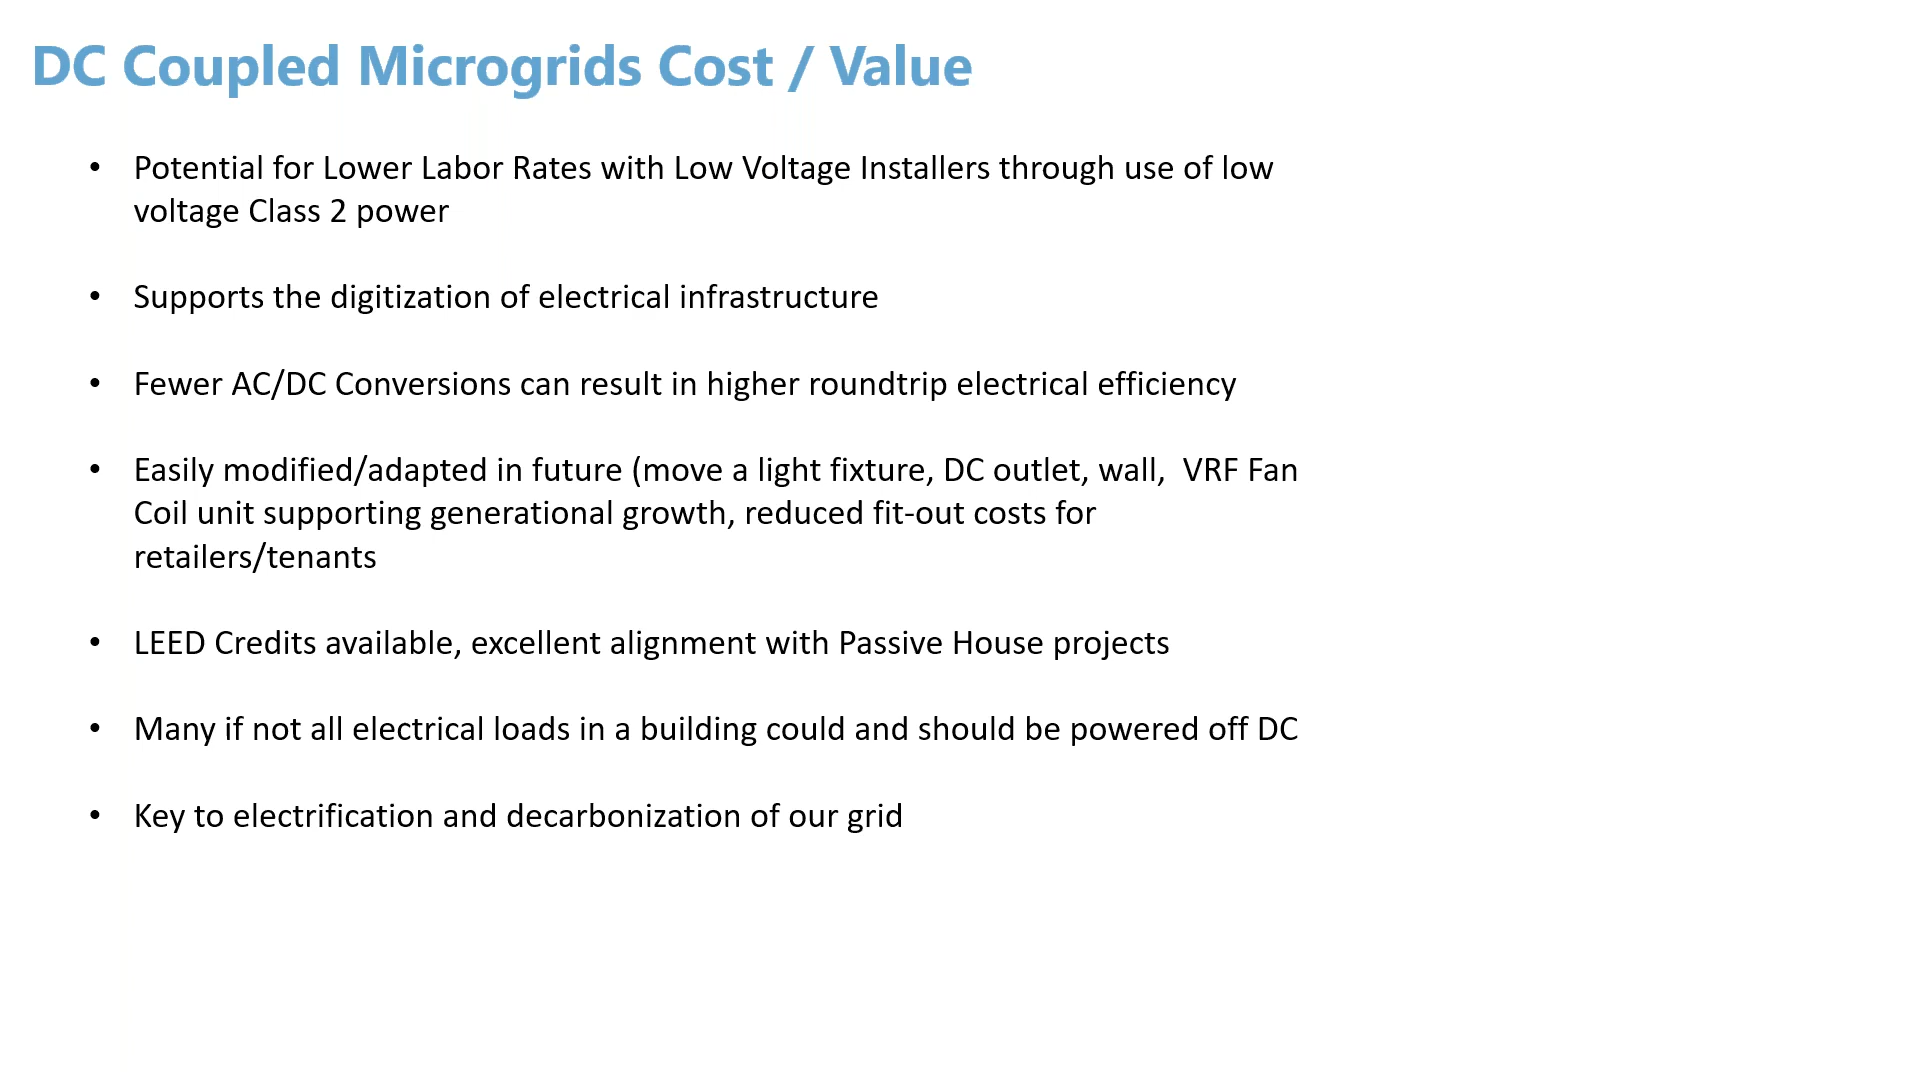 DC Coupled Microgrids Cost / Value
• Potential for Lower Labor Rates with Low Voltage Installers through use of low
voltage Class 2 power
• Supports the digitization of electrical infrastructure
• Fewer AC/DC Conversions can result in higher roundtrip electrical efficiency
• Easily modified/adapted in future (move a light fixture, DC outlet, wall,  VRF Fan
Coil unit supporting generational growth, reduced fit-out costs for
retailers/tenants
• LEED Credits available, excellent alignment with Passive House projects
• Many if not all electrical loads in a building could and should be powered off DC
• Key to electrification and decarbonization of our grid